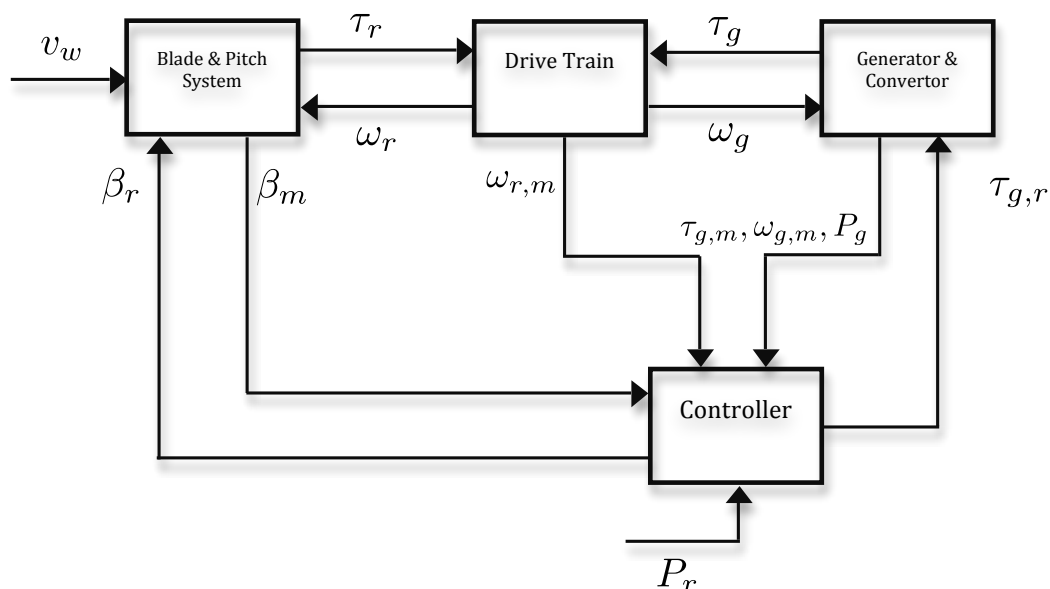 v_w
Blade & Pitch
System
τ_r
Drive Train
τ_g
Generator &
Convertor
ω_r
ω_g
β_r
β_m
ω_{r,m}
τ_{g,r}
τ_{g,m}, ω_{g,m}, P_g
Controller
P_r